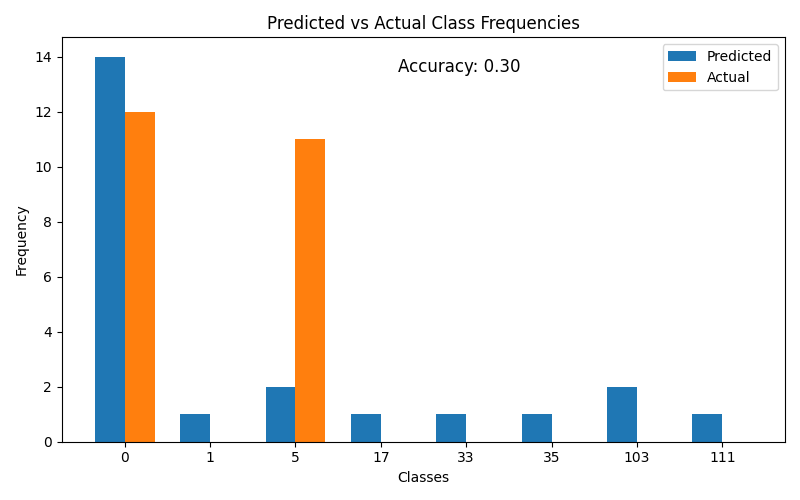 Predicted vs Actual Class Frequencies
Accuracy: 0.30
Predicted
Actual
Frequency
14
12
10
8
6
4
2
0
0 1 5 17 33 35 103 111
Classes